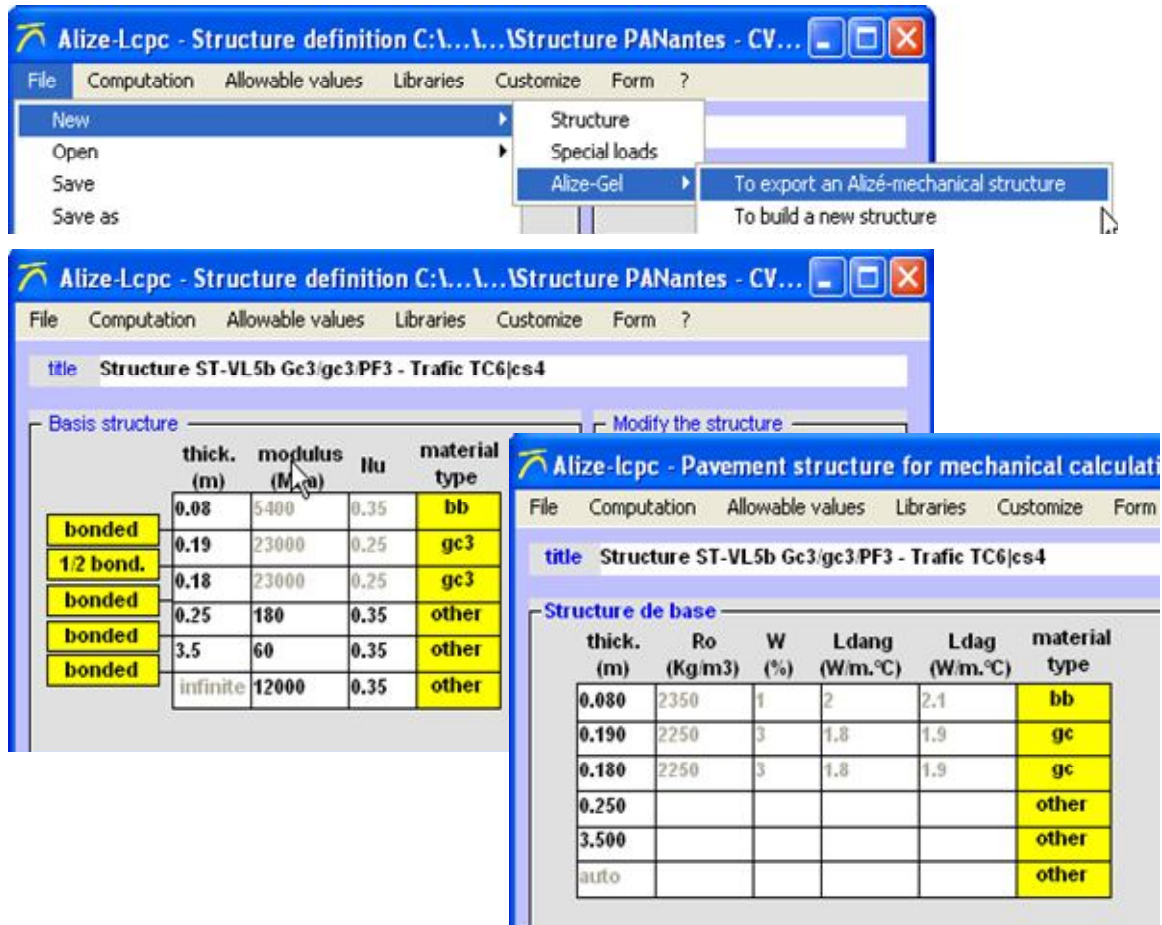 Alize-Lcpc - Structure definition C:\...\...\Structure PANantes - CV...
File Computation Allowable values Libraries Customize Form ?
New Structure
Open Special loads
Save Alize-Gel To export an Alizé-mechanical structure
Save as To build a new structure
Alize-Lcpc - Structure definition C:\...\...\Structure PANantes - CV...
File Computation Allowable values Libraries Customize Form ?
title Structure ST-VL5b Gc3/gc3/PF3 - Trafic TC6|cs4
Basis structure Modify the structure
thick. modulus Nu material
(m) type
0.08 5400 0.35 bb
bonded
0.19 23000 0.25 gc3
1/2 bond.
0.18 23000 0.25 gc3
bonded
0.25 180 0.35 other
bonded
3.5 60 0.35 other
bonded
infinite 12000 0.35 other
Alize-lcpc - Pavement structure for mechanical
File Computation Allowable values Libraries Customize Form
title Structure ST-VL5b Gc3/gc3/PF3 - Trafic TC6|cs4
Structure de base
thick. Ro W Ldang Ldag material
(m) (Kg/m3) (%) (W/m.°C) (W/m.°C) type
0.080 2350 1 2 2.1 bb
0.190 2250 3 1.8 1.9 gc
0.180 2250 3 1.8 1.9 gc
0.250 other
3.500 other
auto other